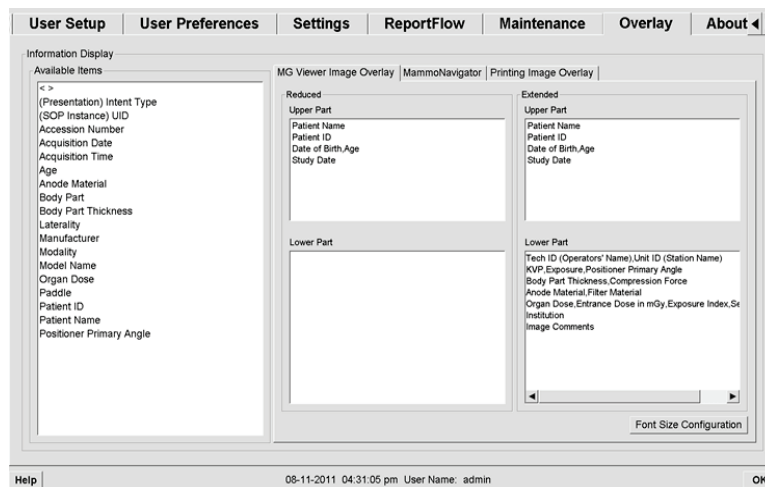 User Setup
User Preferences
Settings
ReportFlow
Maintenance
Overlay
About
Information Display
Available Items
< >
(Presentation) Intent Type
(SOP Instance) UID
Accession Number
Acquisition Date
Acquisition Time
Age
Anode Material
Body Part
Body Part Thickness
Laterality
Manufacturer
Modality
Model Name
Organ Dose
Paddle
Patient ID
Patient Name
Positioner Primary Angle
MG Viewer Image Overlay
MammoNavigator
Printing Image Overlay
Reduced
Upper Part
Patient Name
Patient ID
Date of Birth,Age
Study Date
Lower Part
Extended
Upper Part
Patient Name
Patient ID
Date of Birth,Age
Study Date
Lower Part
Tech ID (Operators' Name),Unit ID (Station Name)
KVP,Exposure,Positioner Primary Angle
Body Part Thickness,Compression Force
Anode Material,Filter Material
Organ Dose,Entrance Dose in mGy,Exposure Index,Se
Institution
Image Comments
Font Size Configuration
Help
08-11-2011 04:31:05 pm User Name: admin
OK